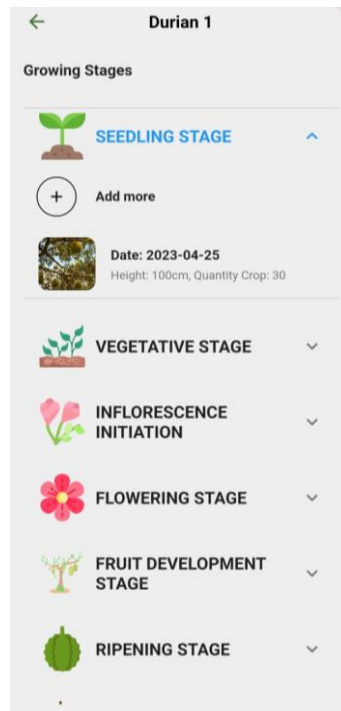 Durian 1
Growing Stages
SEEDLING STAGE
Add more
Date: 2023-04-25
Height: 100cm, Quantity Crop: 30
VEGETATIVE STAGE
INFLORESCENCE
INITIATION
FLOWERING STAGE
FRUIT DEVELOPMENT
STAGE
RIPENING STAGE